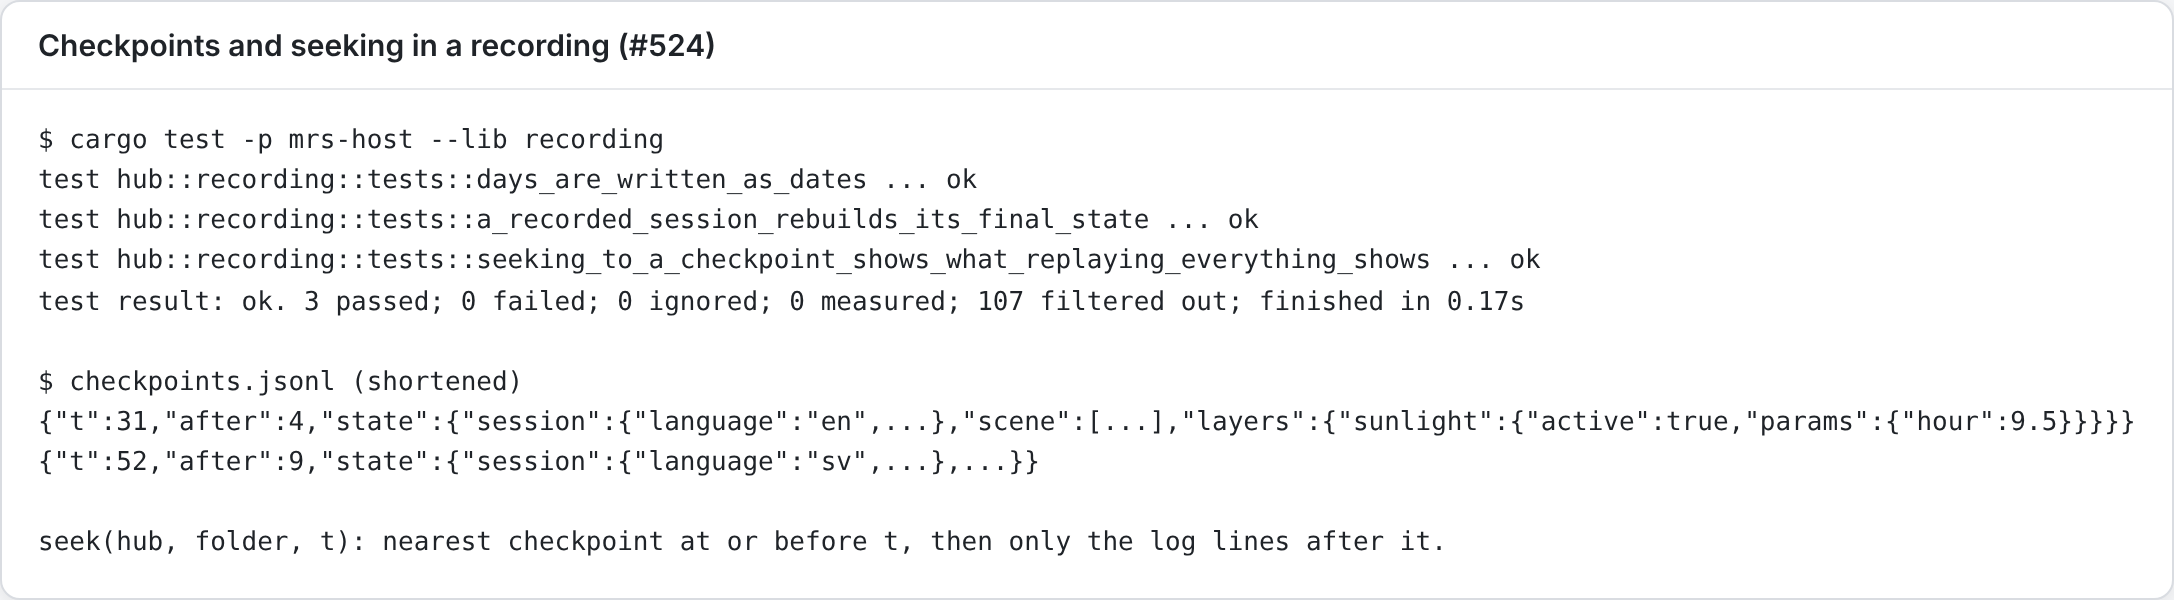 Checkpoints and seeking in a recording (#524)
$ cargo test -p mrs-host --lib recording
test hub::recording::tests::days_are_written_as_dates ... ok
test hub::recording::tests::a_recorded_session_rebuilds_its_final_state ... ok
test hub::recording::tests::seeking_to_a_checkpoint_shows_what_replaying_everything_shows ... ok
test result: ok. 3 passed; 0 failed; 0 ignored; 0 measured; 107 filtered out; finished in 0.17s
$ checkpoints.jsonl (shortened)
{"t":31,"after":4,"state":{"session":{"language":"en",...},"scene":[...],"layers":{"sunlight":{"active":true,"params":{"hour":9.5}}}}}
{"t":52,"after":9,"state":{"session":{"language":"sv",...},...}}
seek(hub, folder, t): nearest checkpoint at or before t, then only the log lines after it.